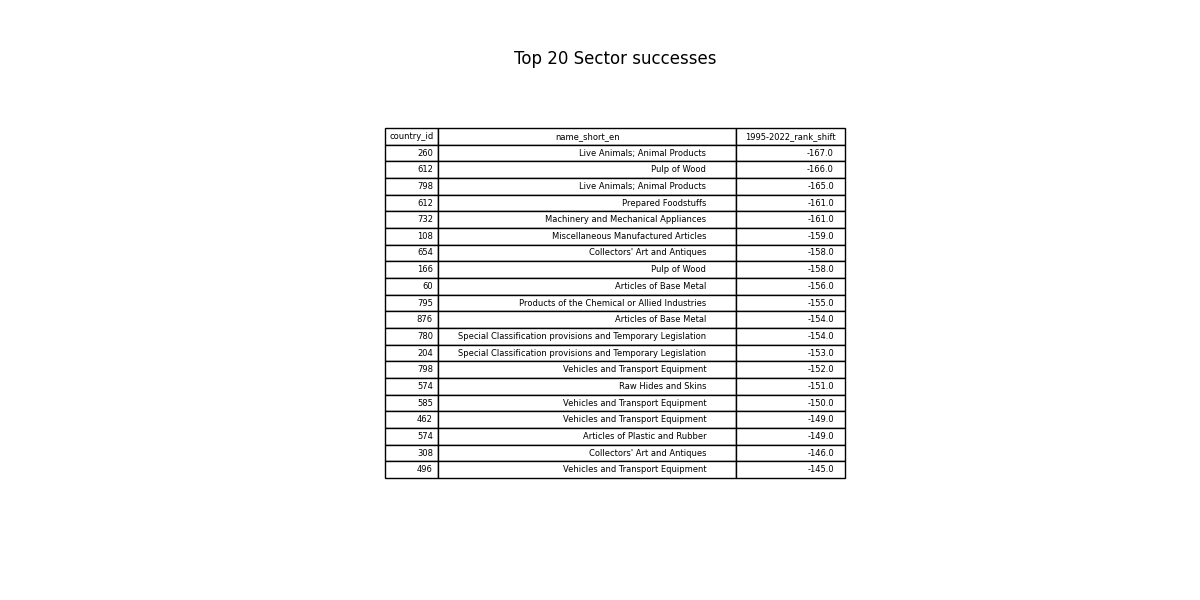 Top 20 Sector successes
country_id name_short_en 1995-2022_rank_shift
260 Live Animals; Animal Products -167.0
612 Pulp of Wood -166.0
798 Live Animals; Animal Products -165.0
612 Prepared Foodstuffs -161.0
732 Machinery and Mechanical Appliances -161.0
108 Miscellaneous Manufactured Articles -159.0
654 Collectors' Art and Antiques -158.0
166 Pulp of Wood -158.0
60 Articles of Base Metal -156.0
795 Products of the Chemical or Allied Industries -155.0
876 Articles of Base Metal -154.0
780 Special Classification provisions and Temporary Legislation -154.0
204 Special Classification provisions and Temporary Legislation -153.0
798 Vehicles and Transport Equipment -152.0
574 Raw Hides and Skins -151.0
585 Vehicles and Transport Equipment -150.0
462 Vehicles and Transport Equipment -149.0
574 Articles of Plastic and Rubber -149.0
308 Collectors' Art and Antiques -146.0
496 Vehicles and Transport Equipment -145.0